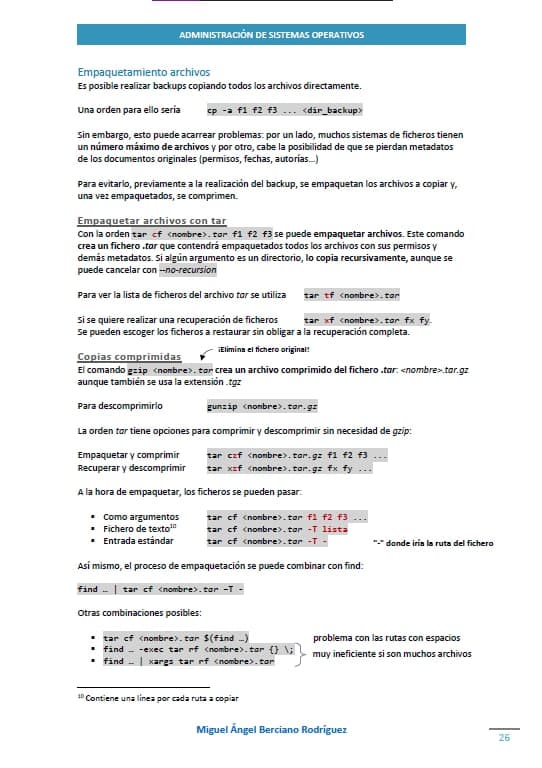 ADMINISTRACIÓN DE SISTEMAS OPERATIVOS
Empaquetamiento archivos
Es posible realizar backups copiando todos los archivos directamente.
Una orden para ello sería cp -a f1 f2 f3 ... <dir_backup>
Sin embargo, esto puede acarrear problemas: por un lado, muchos sistemas de ficheros tienen
un número máximo de archivos y por otro, cabe la posibilidad de que se pierdan metadatos
de los documentos originales (permisos, fechas, autorías...)
Para evitarlo, previamente a la realización del backup, se empaquetan los archivos a copiar y,
una vez empaquetados, se comprimen.
Empaquetar archivos con tar
Con la orden tar cf <nombre>.tar f1 f2 f3 se puede empaquetar archivos. Este comando
crea un fichero .tar que contendrá empaquetados todos los archivos con sus permisos y
demás metadatos. Si algún argumento es un directorio, lo copia recursivamente, aunque se
puede cancelar con --no-recursion
Para ver la lista de ficheros del archivo tar se utiliza tar tf <nombre>.tar
Si se quiere realizar una recuperación de ficheros tar xf <nombre>.tar fx fy.
Se pueden escoger los ficheros a restaurar sin obligar a la recuperación completa.
¡Elimina el fichero original!
Copias comprimidas
El comando gzip <nombre>.tar crea un archivo comprimido del fichero .tar: <nombre>.tar.gz
aunque también se usa la extensión .tgz
Para descomprimirlo gunzip <nombre>.tar.gz
La orden tar tiene opciones para comprimir y descomprimir sin necesidad de gzip:
Empaquetar y comprimir tar czf <nombre>.tar.gz f1 f2 f3 ...
Recuperar y descomprimir tar xzf <nombre>.tar.gz fx fy ...
A la hora de empaquetar, los ficheros se pueden pasar:
▪ Como argumentos tar cf <nombre>.tar f1 f2 f3 ...
▪ Fichero de texto10 tar cf <nombre>.tar -T lista
▪ Entrada estándar tar cf <nombre>.tar -T - "-" donde iría la ruta del fichero
Así mismo, el proceso de empaquetación se puede combinar con find:
find … | tar cf <nombre>.tar –T -
Otras combinaciones posibles:
▪ tar cf <nombre>.tar $(find …) problema con las rutas con espacios
▪ find … -exec tar rf <nombre>.tar {} \;
muy ineficiente si son muchos archivos
▪ find … | xargs tar rf <nombre>.tar
10 Contiene una línea por cada ruta a copiar
Miguel Ángel Berciano Rodríguez
26